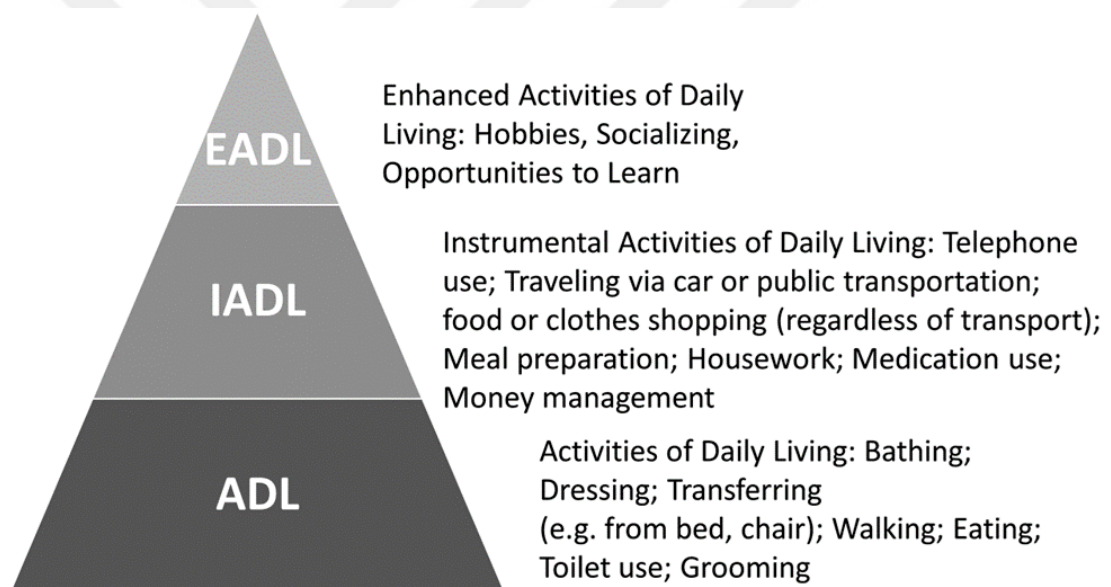 EADL
Enhanced Activities of Daily
Living: Hobbies, Socializing,
Opportunities to Learn
IADL
Instrumental Activities of Daily Living: Telephone
use; Traveling via car or public transportation;
food or clothes shopping (regardless of transport);
Meal preparation; Housework; Medication use;
Money management
ADL
Activities of Daily Living: Bathing;
Dressing; Transferring
(e.g. from bed, chair); Walking; Eating;
Toilet use; Grooming